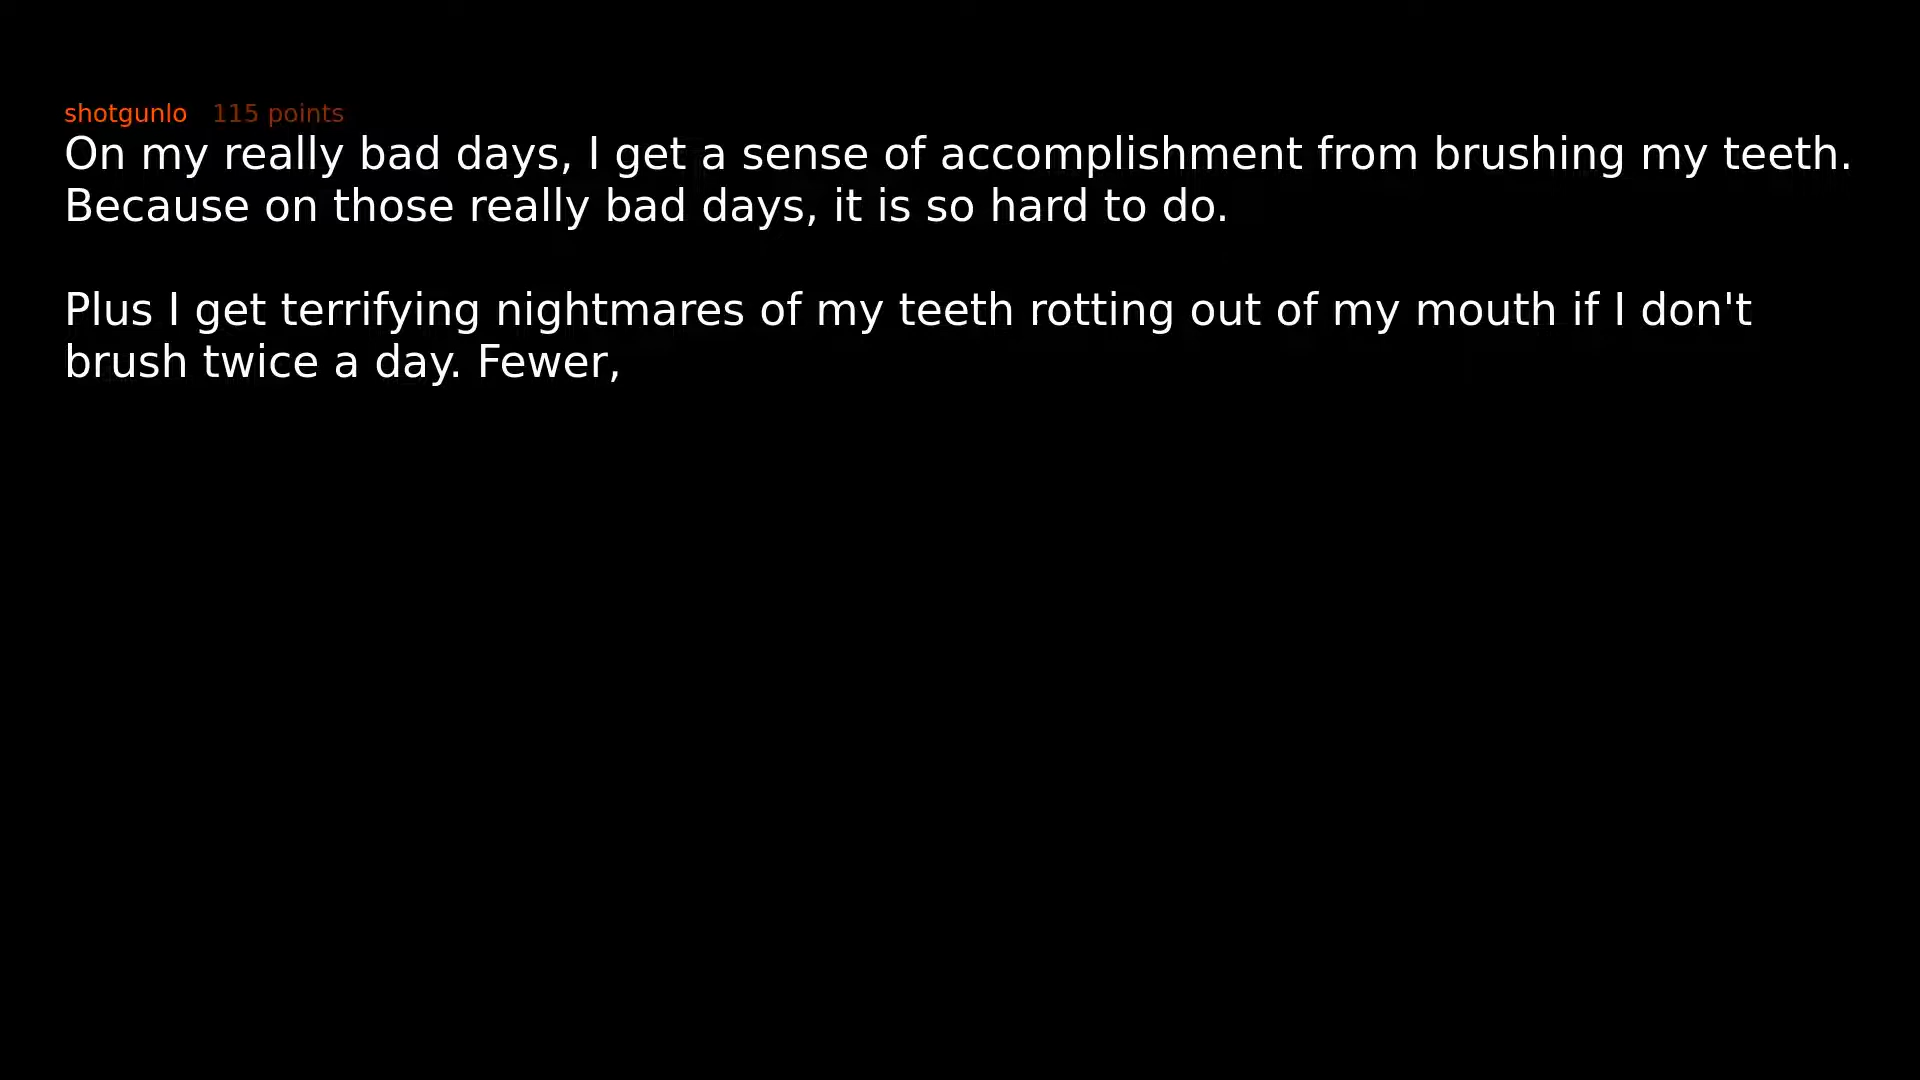 shotgunlo 115 points
On my really bad days, I get a sense of accomplishment from brushing my teeth.
Because on those really bad days, it is so hard to do.
Plus I get terrifying nightmares of my teeth rotting out of my mouth if I don't
brush twice a day. Fewer,